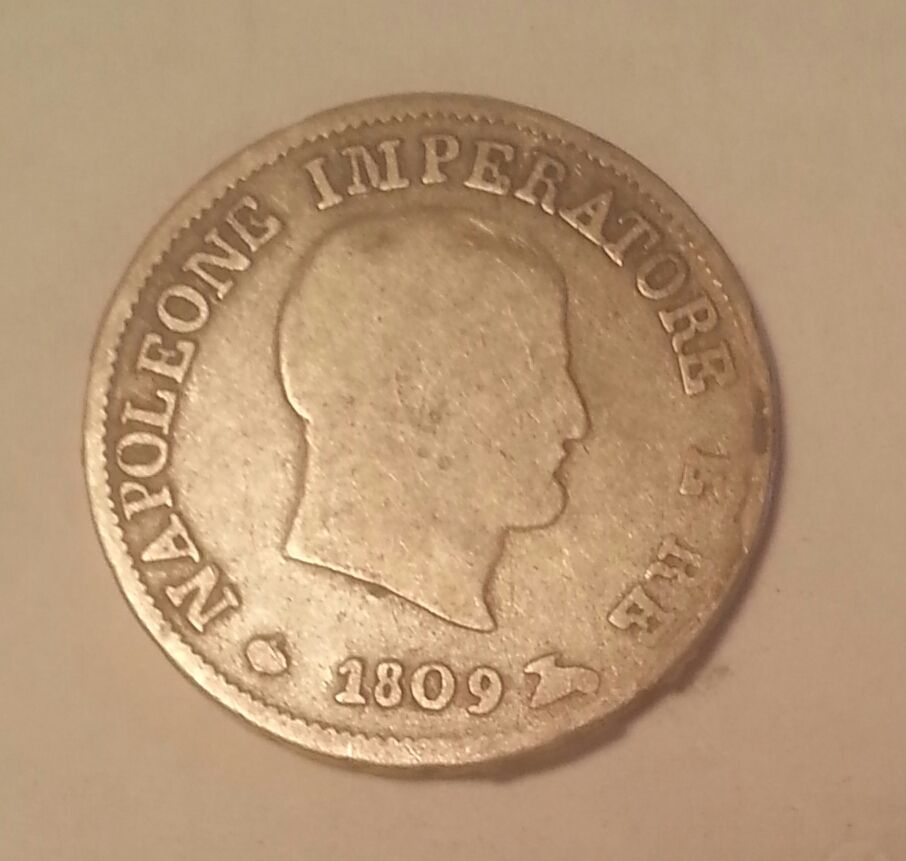 NAPOLEONE IMPERATORE E RE
1809